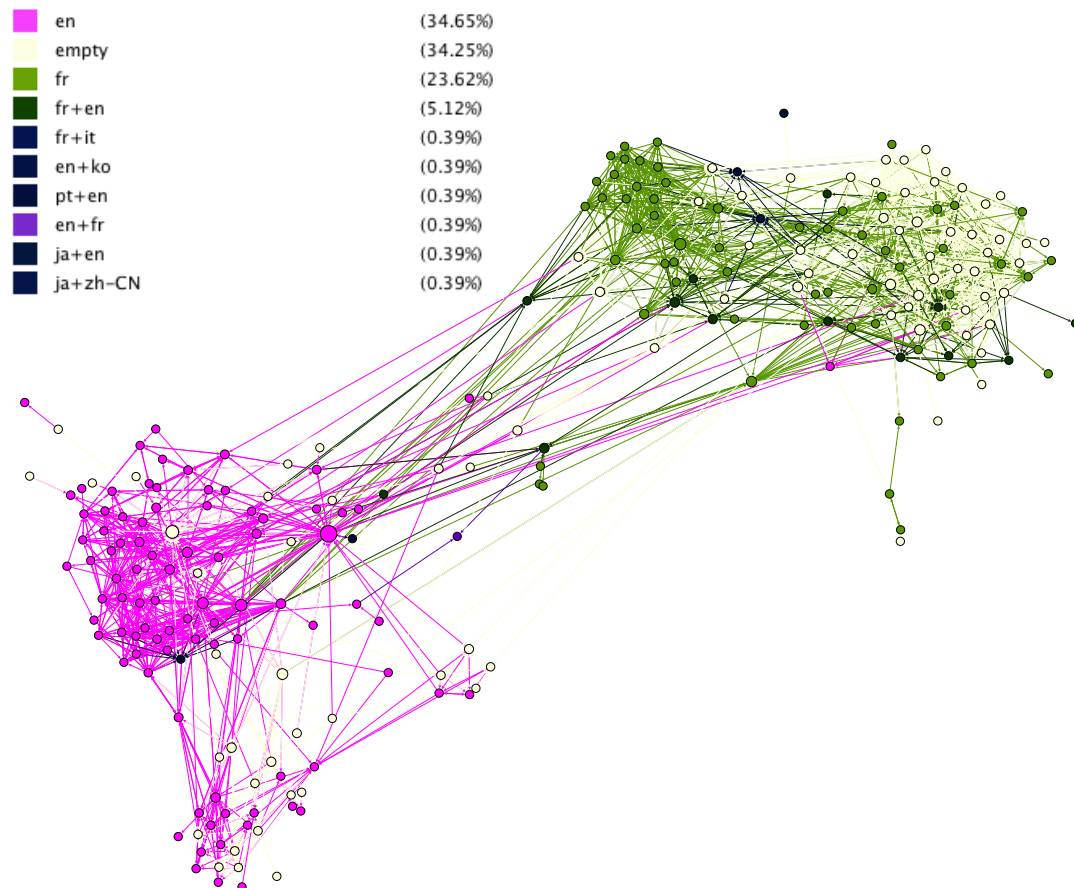 en (34.65%)
empty (34.25%)
fr (23.62%)
fr+en (5.12%)
fr+it (0.39%)
en+ko (0.39%)
pt+en (0.39%)
en+fr (0.39%)
ja+en (0.39%)
ja+zh-CN (0.39%)